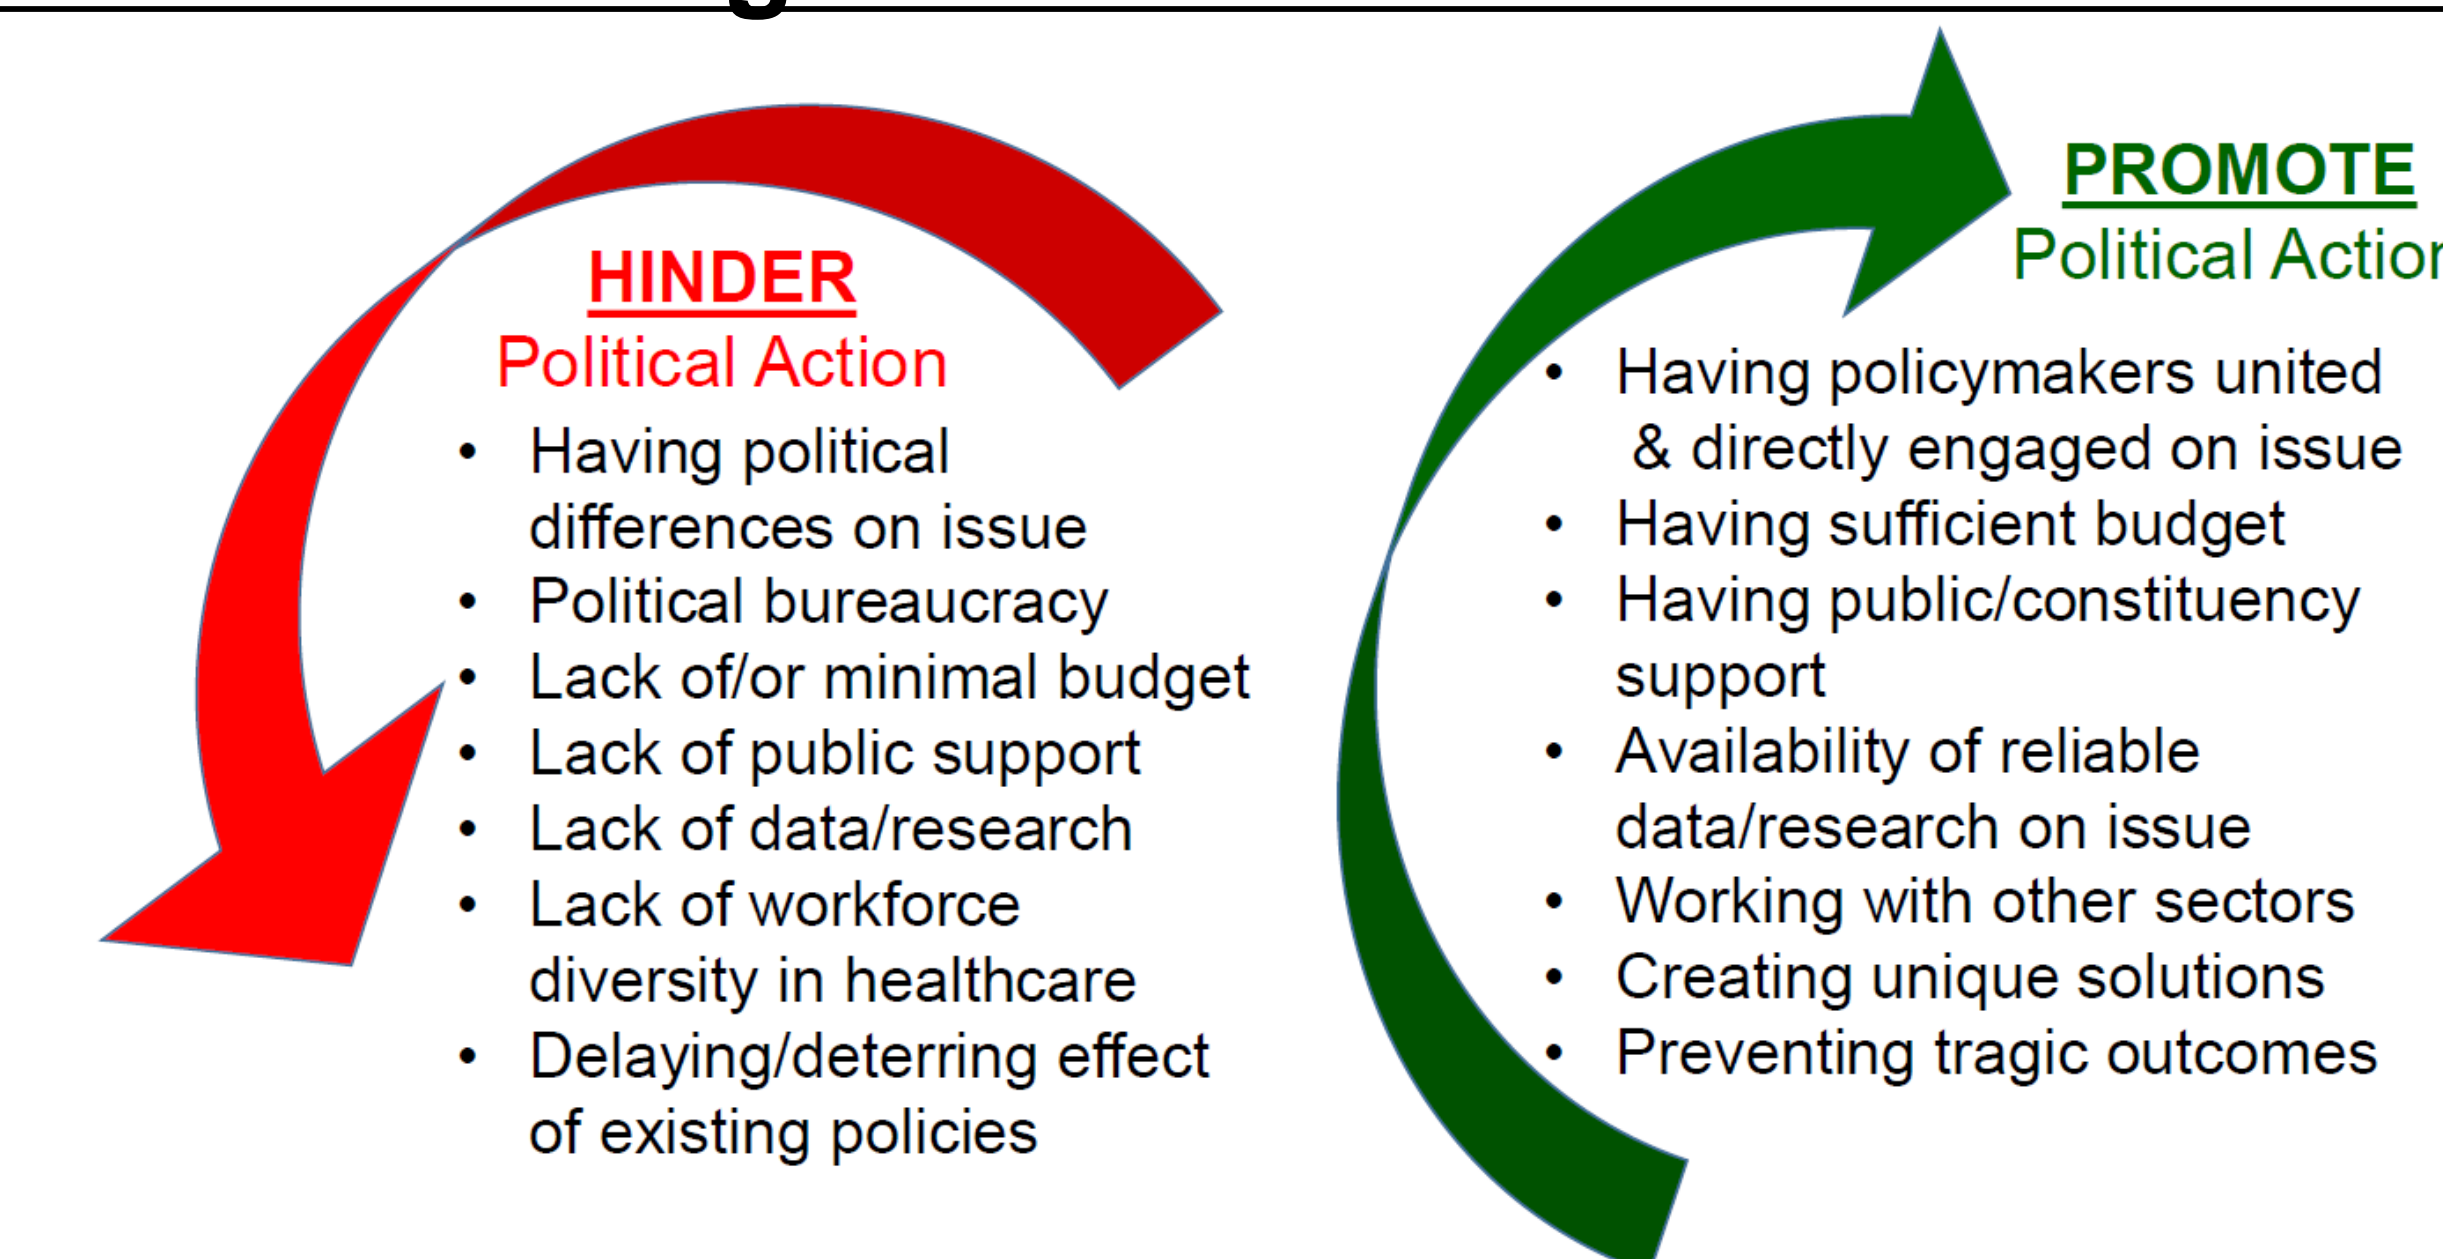 HINDER
Political Action
• Having political
differences on issue
• Political bureaucracy
• Lack of/or minimal budget
• Lack of public support
• Lack of data/research
• Lack of workforce
diversity in healthcare
• Delaying/deterring effect
of existing policies
PROMOTE
Political Action
• Having policymakers united
& directly engaged on issue
• Having sufficient budget
• Having public/constituency
support
• Availability of reliable
data/research on issue
• Working with other sectors
• Creating unique solutions
• Preventing tragic outcomes